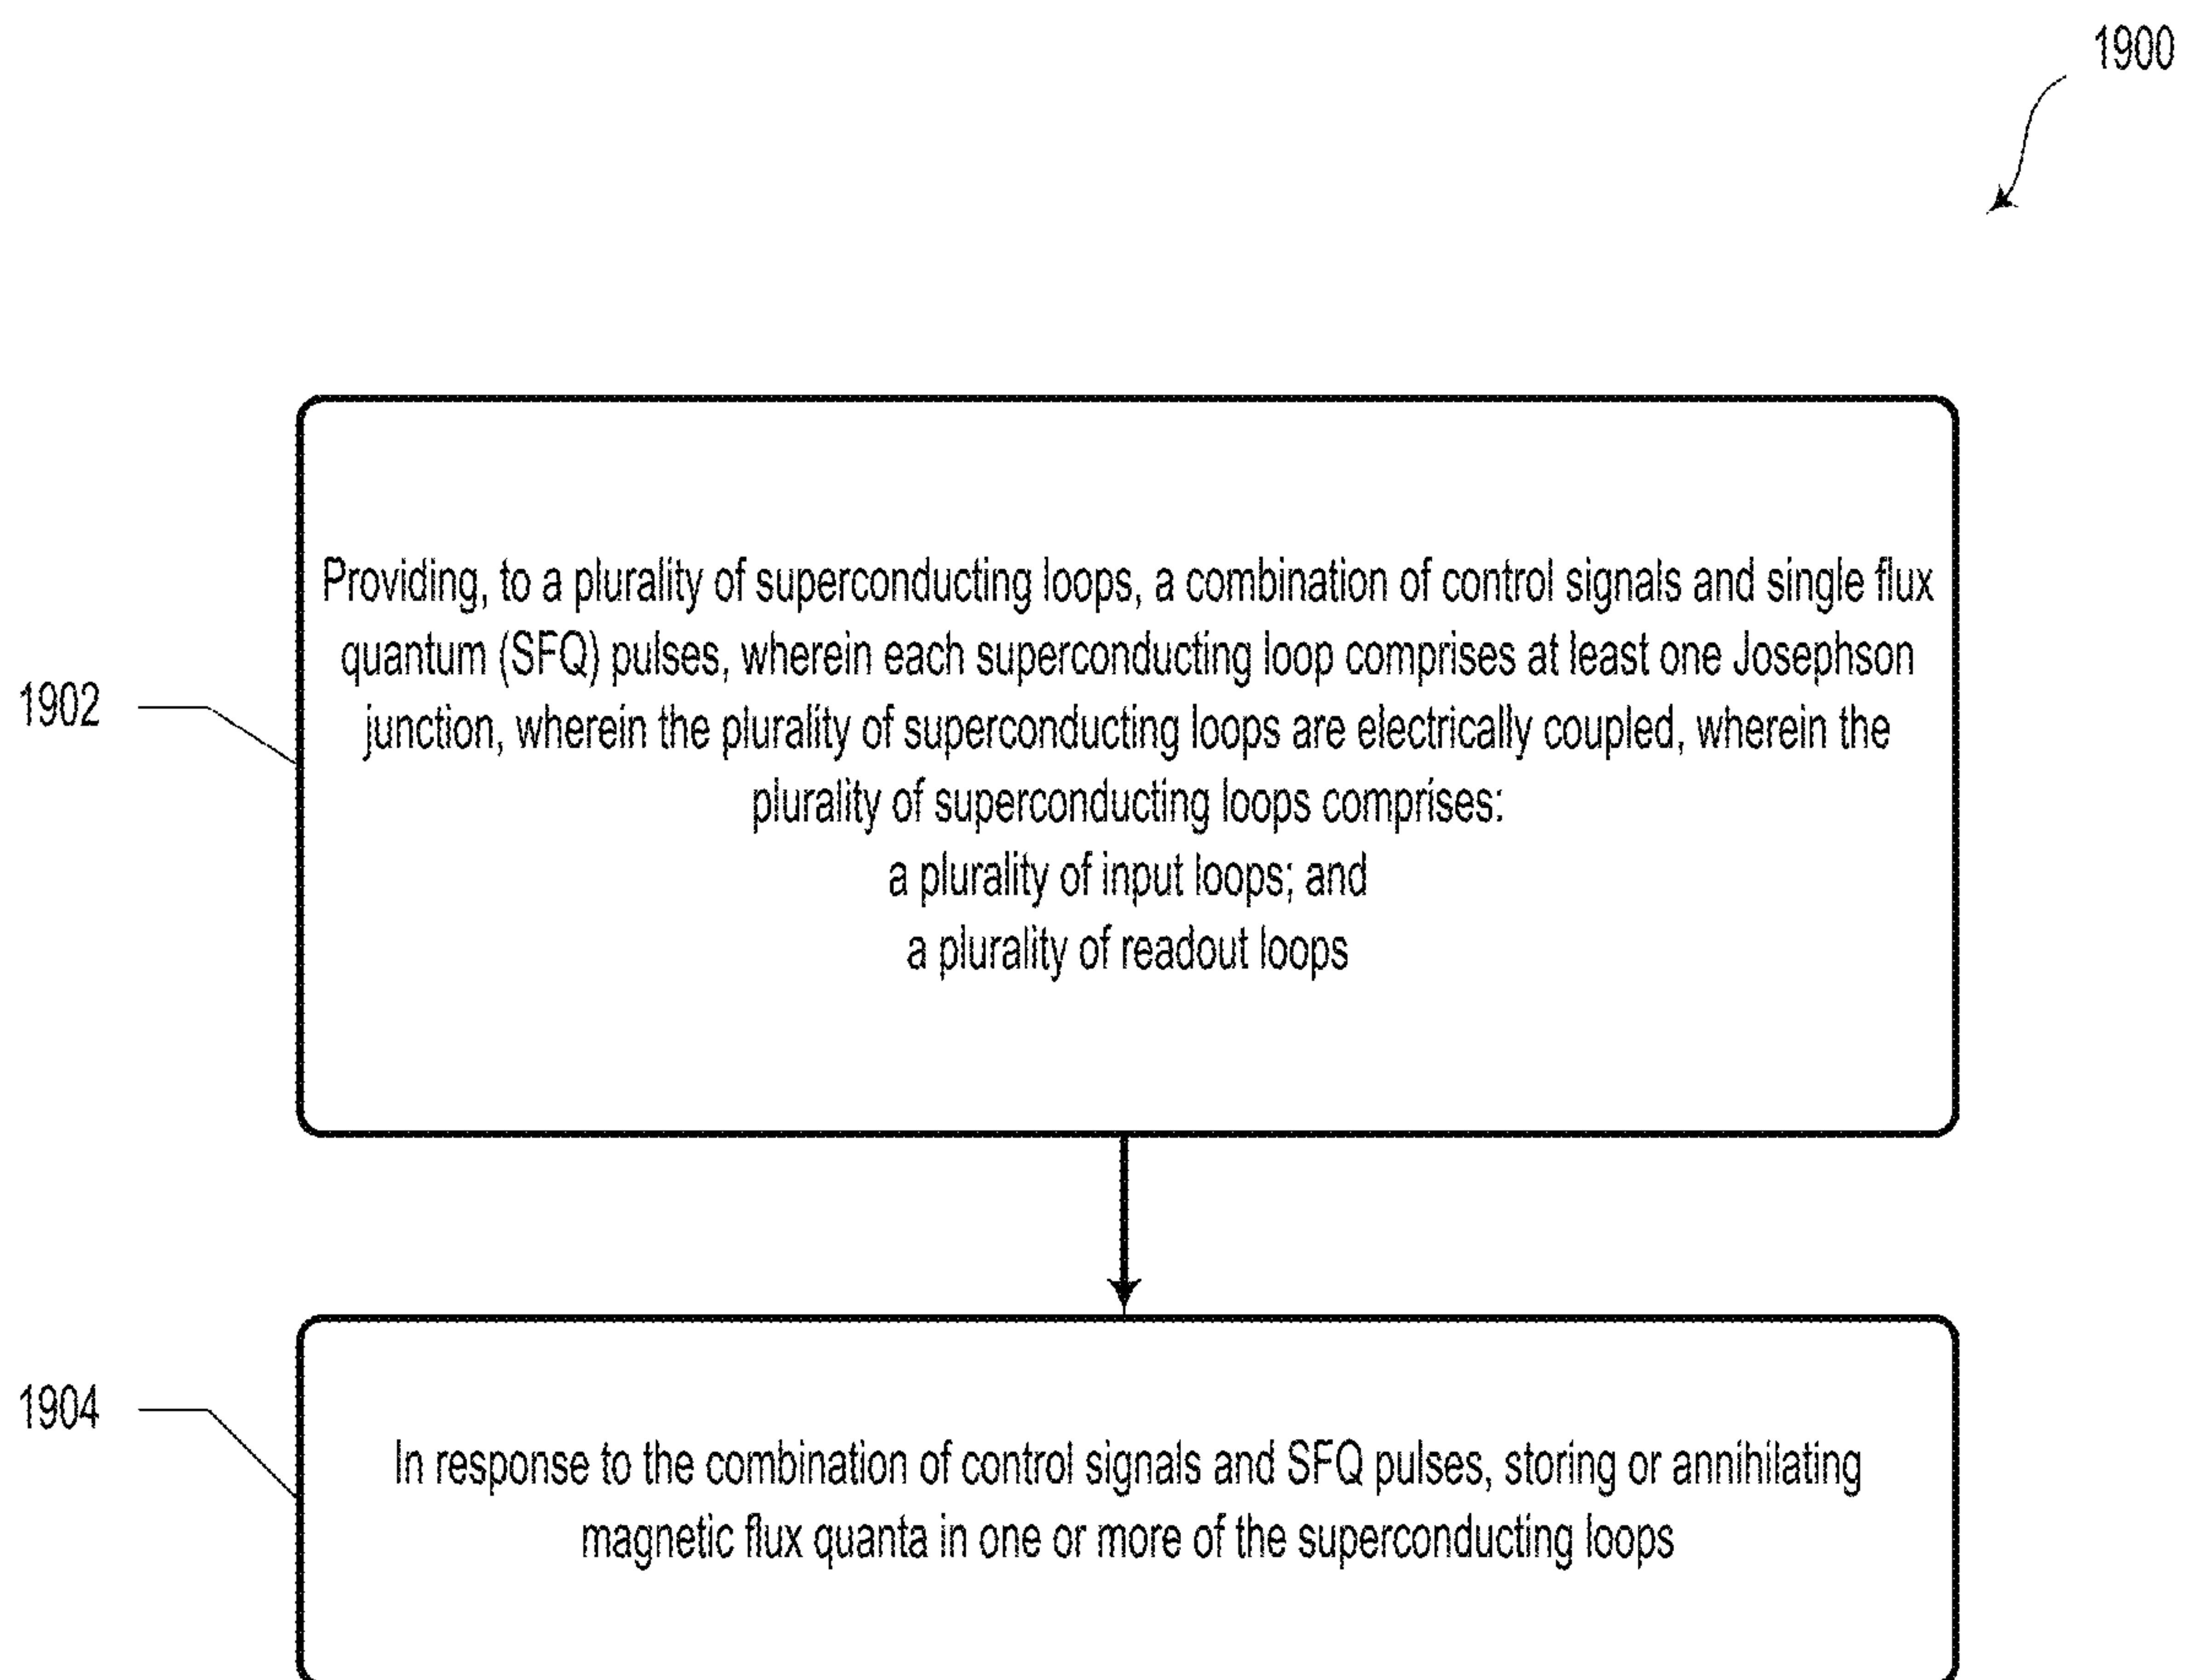 1900
Providing, to a plurality of superconducting loops, a combination of control signals and single flux
quantum (SFQ) pulses, wherein each superconducting loop comprises at least one Josephson
junction, wherein the plurality of superconducting loops are electrically coupled, wherein the
plurality of superconducting loops comprises:
a plurality of input loops; and
a plurality of readout loops
1902
In response to the combination of control signals and SFQ pulses, storing or annihilating
magnetic flux quanta in one or more of the superconducting loops
1904